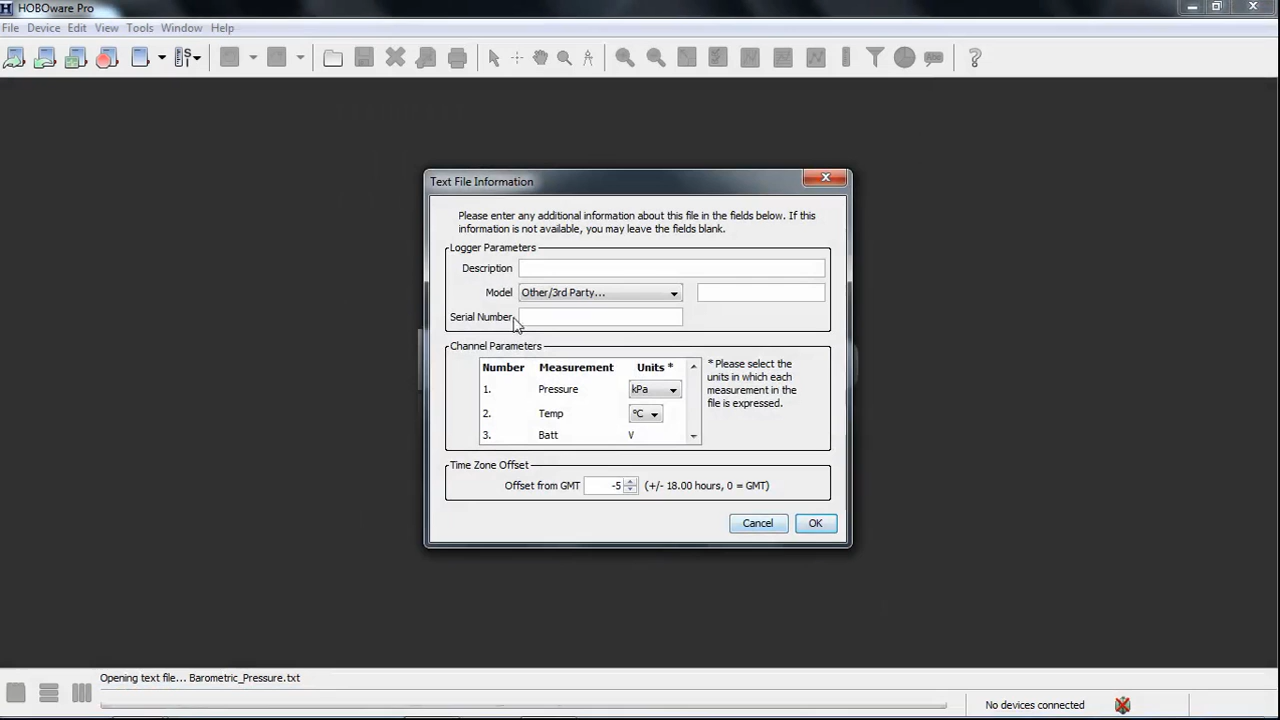 HOBOware Pro
File Device Edit View Tools Window Help
Text File Information
Please enter any additional information about this file in the fields below. If this
information is not available, you may leave the fields blank.
Logger Parameters
Description
Model Other/3rd Party...
Serial Number
Channel Parameters
Number Measurement Units *
1. Pressure kPa
2. Temp °C
3. Batt V
* Please select the
units in which each
measurement in the
file is expressed.
Time Zone Offset
Offset from GMT -5 (+/- 18.00 hours, 0 = GMT)
Cancel OK
Opening text file... Barometric_Pressure.txt
No devices connected